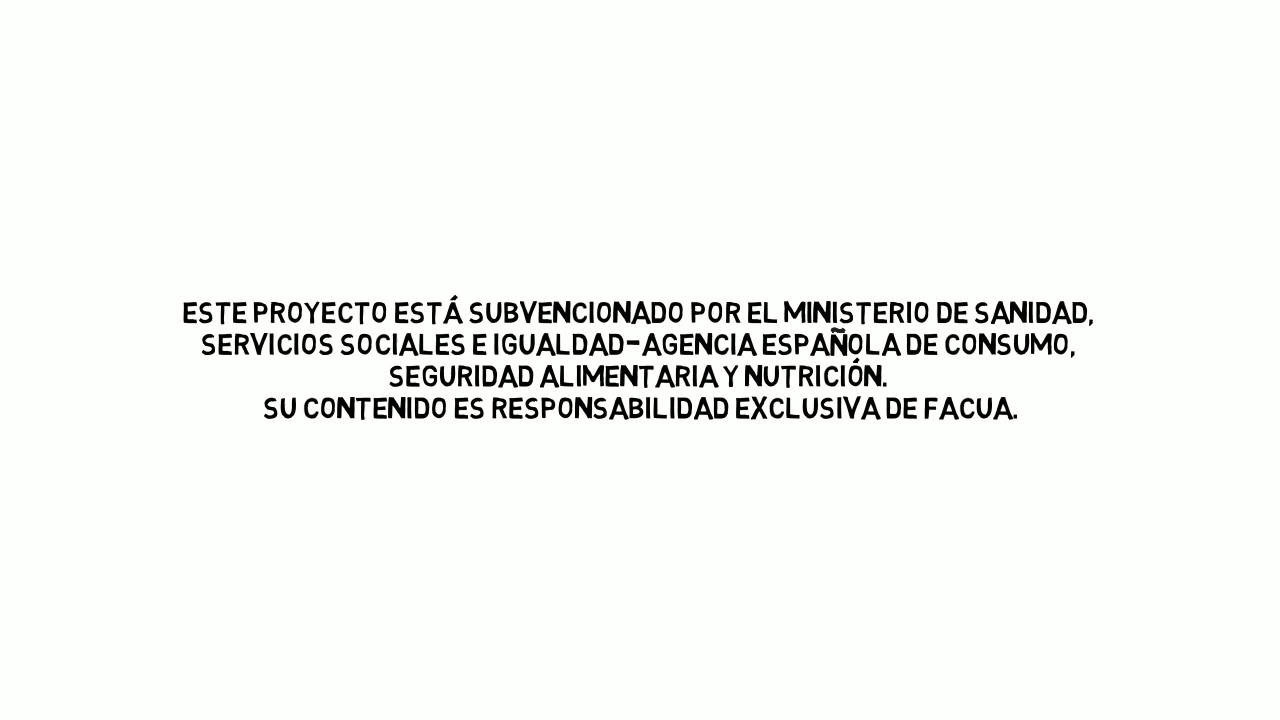 ESTE PROYECTO ESTÁ SUBVENCIONADO POR EL MINISTERIO DE SANIDAD,
SERVICIOS SOCIALES E IGUALDAD-AGENCIA ESPAÑOLA DE CONSUMO,
SEGURIDAD ALIMENTARIA Y NUTRICIÓN.
SU CONTENIDO ES RESPONSABILIDAD EXCLUSIVA DE FACUA.